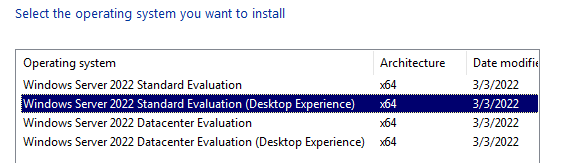 Select the operating system you want to install
Operating system Architecture Date modifie
Windows Server 2022 Standard Evaluation x64 3/3/2022
Windows Server 2022 Standard Evaluation (Desktop Experience) x64 3/3/2022
Windows Server 2022 Datacenter Evaluation x64 3/3/2022
Windows Server 2022 Datacenter Evaluation (Desktop Experience) x64 3/3/2022